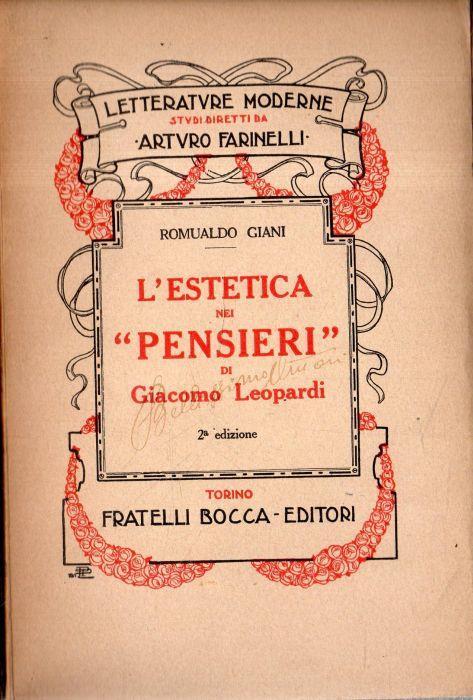 LETTERATVRE MODERNE
STVDI DIRETTI DA
·ARTVRO FARINELLI·
ROMUALDO GIANI
L'ESTETICA
NEI
“PENSIERI”
DI
Giacomo Leopardi
2ª edizione
TORINO
FRATELLI BOCCA - EDITORI